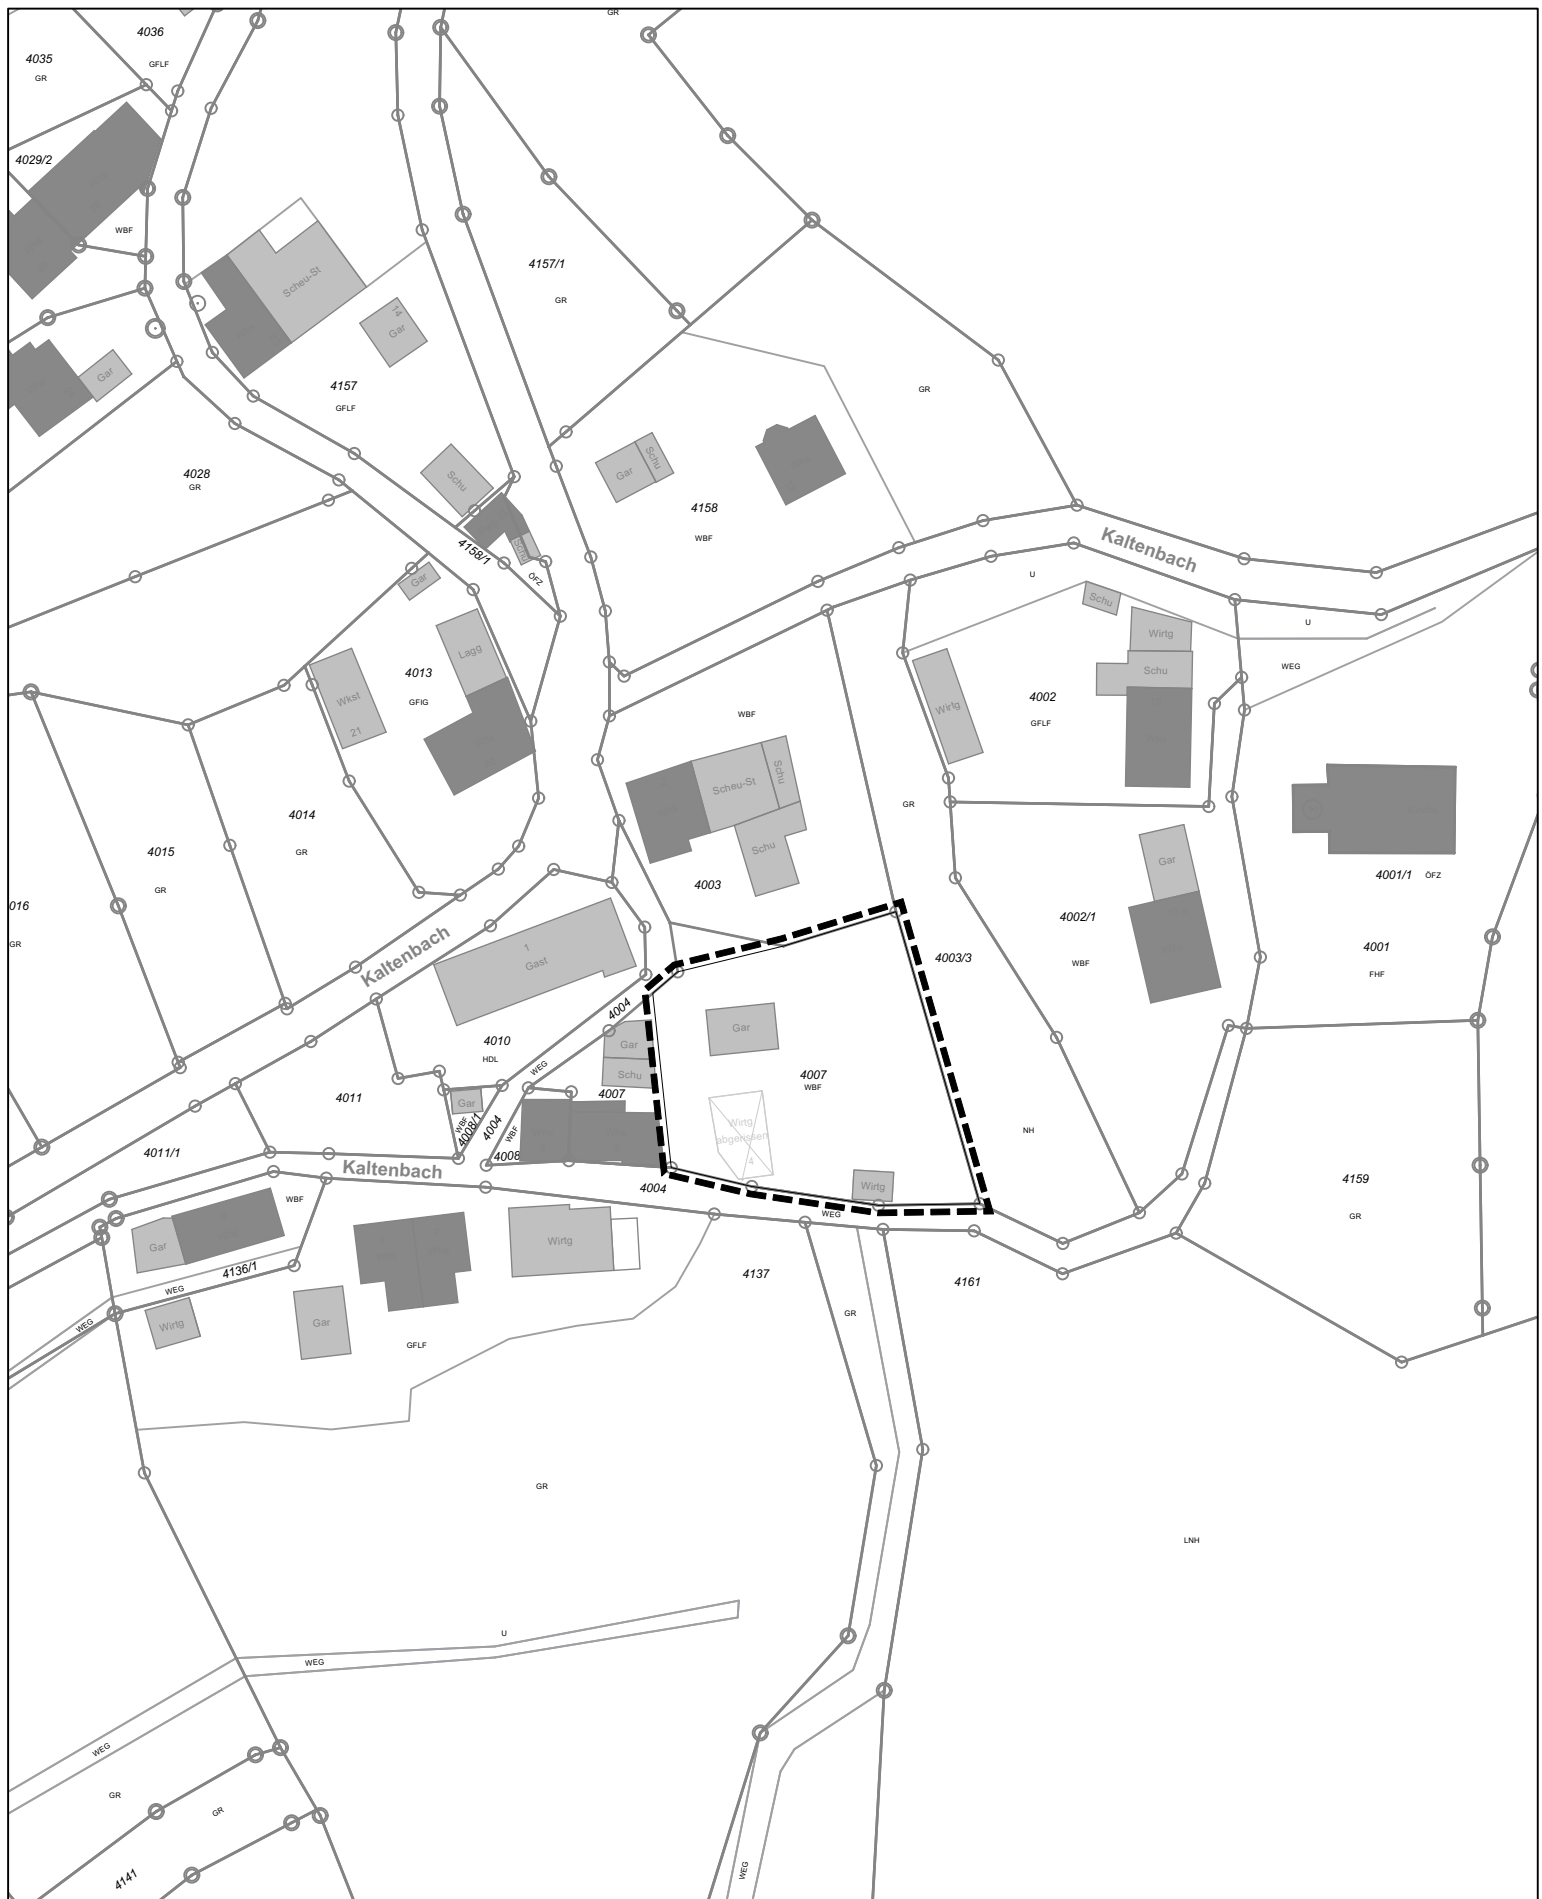 GR
4036
GFLF
4035
GR
4029/2
WBF
4157/1
GR
Scheu-St
14
Gar
4157
GFLF
Gar
GR
4028
GR
Schu
Gar
Schu
4158
WBF
4158/1
Schu
ÖFZ
Kaltenbach
U
Gar
Schu
U
Wirtg
WEG
Lagg
4013
GFIG
Wkst
21
Schu
4002
GFLF
Wirtg
WBF
Scheu-St
Schu
GR
4014
GR
4015
GR
Schu
Gar
4003
4001/1
ÖFZ
016
GR
4002/1
WBF
4001
FHF
Kaltenbach
1
Gast
4003/3
4004
Gar
Gar
4010
HDL
WEG
Schu
4007
WBF
4007
4011
Gar
WBF
4008/1
4004
WBF
Wirtg
abgerissen
4
NH
4011/1
4008
Kaltenbach
4004
Wirtg
4159
GR
WBF
WEG
Gar
Wirtg
4136/1
WEG
4137
4161
GR
WEG
Wirtg
Gar
GFLF
GR
LNH
U
WEG
WEG
GR
GR
4141
WEG